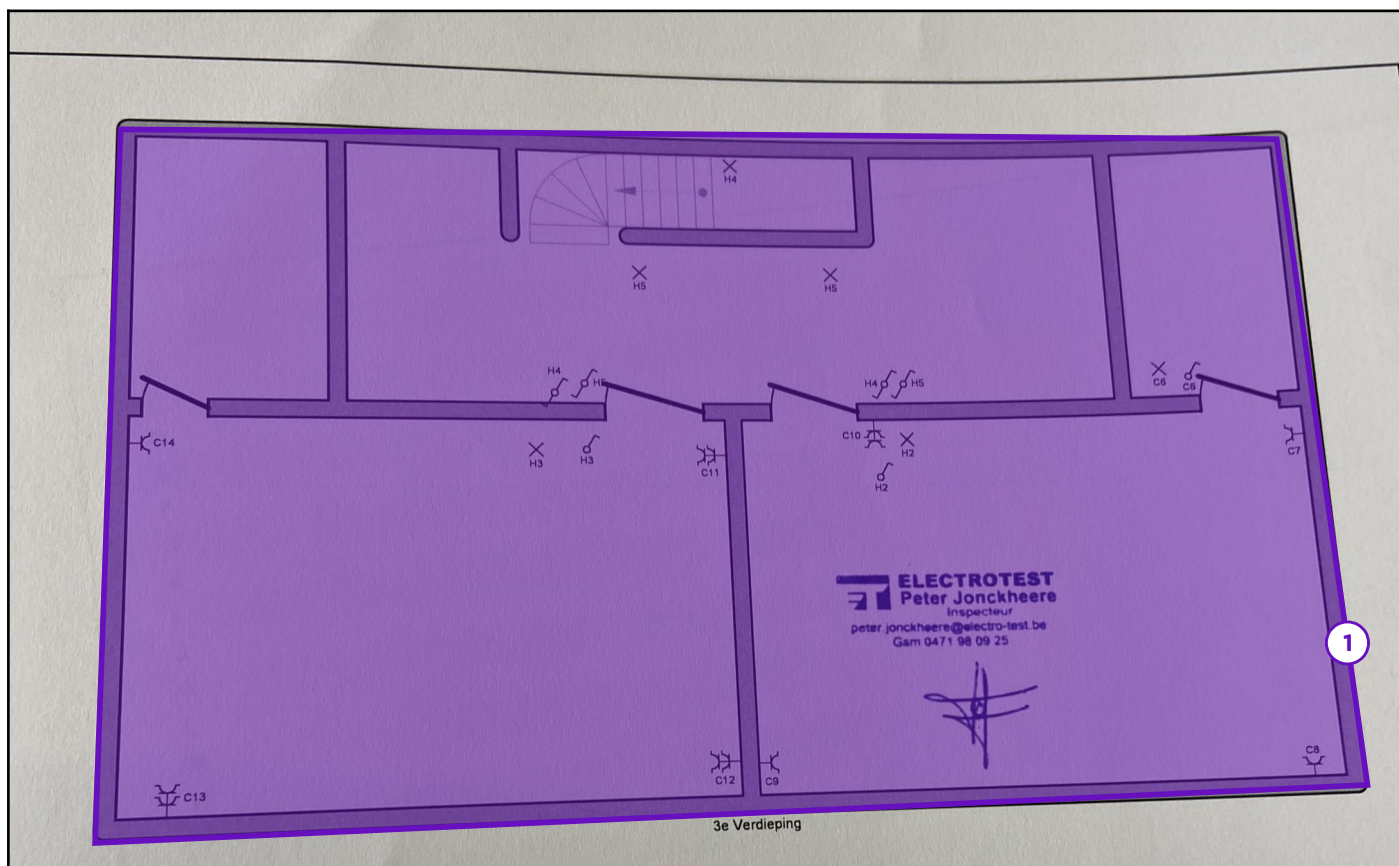 H4
H5
H5
H4
H5
H4
H5
C6
C6
C14
H3
H3
C11
C10
H2
H2
C7
ELECTROTEST
Peter Jonckheere
Inspecteur
peter.jonckheere@electro-test.be
Gsm 0471 98 09 25
1
C13
C12
C9
C8
3e Verdieping